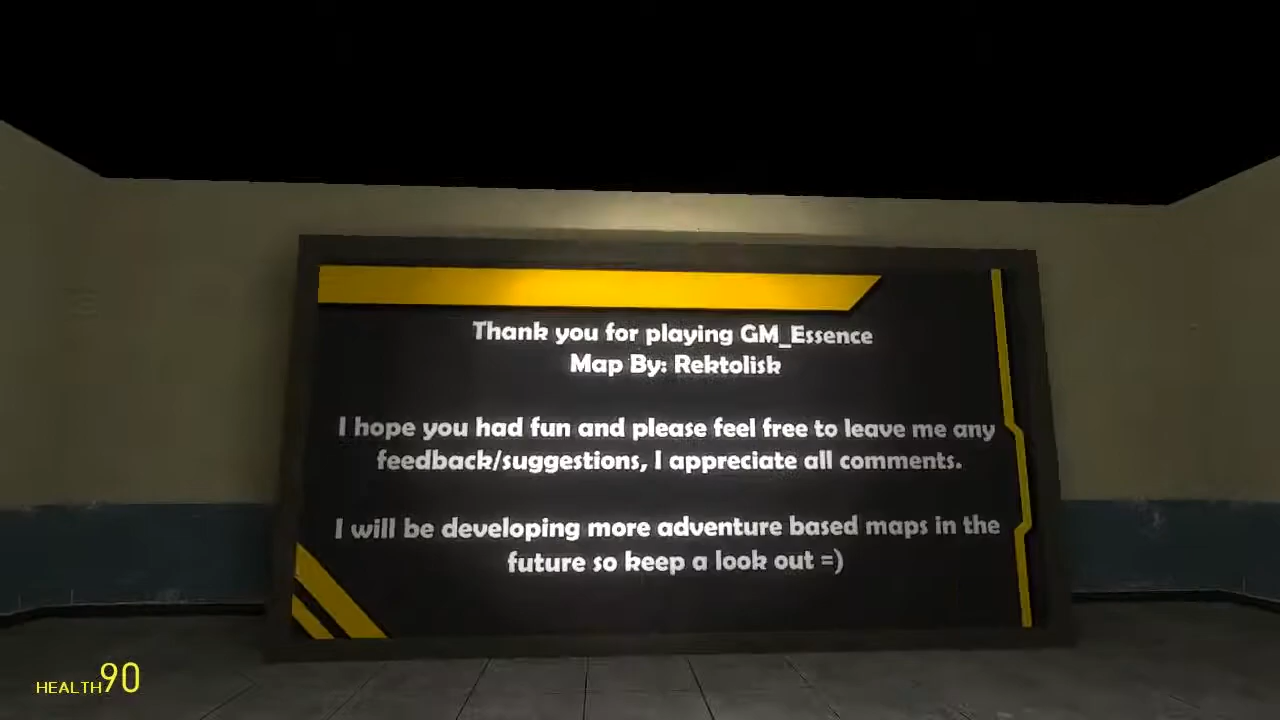 Thank you for playing GM_Essence
Map By: Rektolisk
I hope you had fun and please feel free to leave me any
feedback/suggestions, I appreciate all comments.
I will be developing more adventure based maps in the
future so keep a look out =)
HEALTH 90